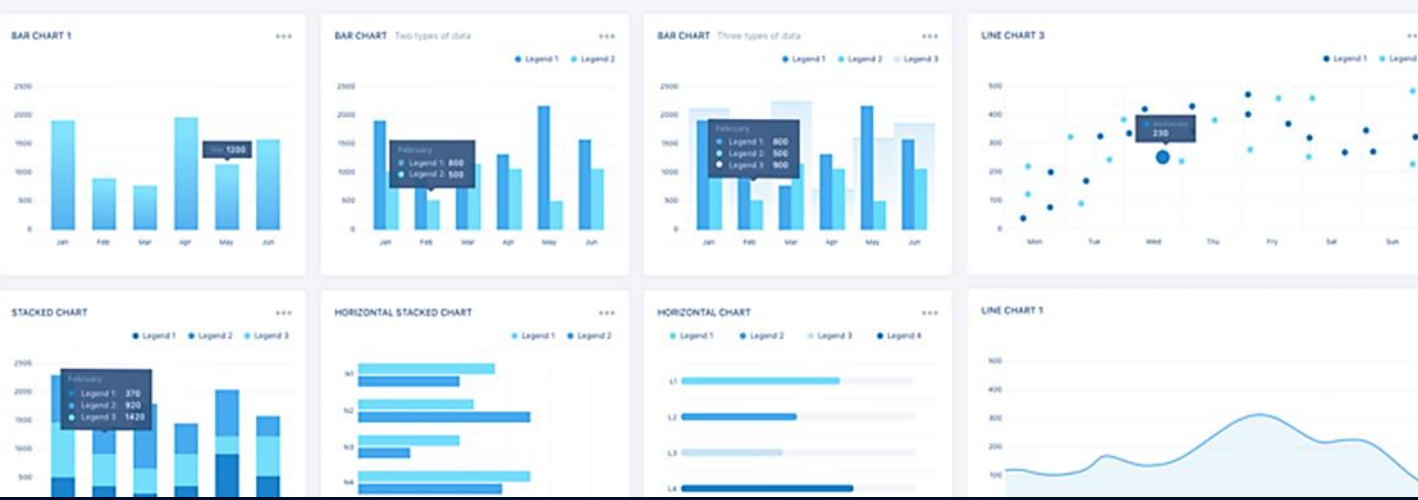 BAR CHART 1
2500
2000
1500
1000
500
0
1200
Jan Feb Mar Apr May Jun
BAR CHART Two types of data
Legend 1 Legend 2
2500
2000
1500
1000
500
0
February
Legend 1: 800
Legend 2: 500
Jan Feb Mar Apr May Jun
BAR CHART Three types of data
Legend 1 Legend 2 Legend 3
2500
2000
1500
1000
500
0
February
Legend 1: 800
Legend 2: 500
Legend 3 900
Jan Feb Mar Apr May Jun
LINE CHART 3
Legend 1 Legend
500
400
300
200
100
0
Wednesday
230
Mon Tue Wed Thu Fry Sat Sun
STACKED CHART
Legend 1 Legend 2 Legend 3
2500
2000
1500
1000
500
February
Legend 1: 370
Legend 2: 920
Legend 3 1420
HORIZONTAL STACKED CHART
Legend 1 Legend 2
N1
N2
N3
N4
HORIZONTAL CHART
Legend 1 Legend 2 Legend 3 Legend 4
L1
L2
L3
L4
LINE CHART 1
500
400
300
200
100